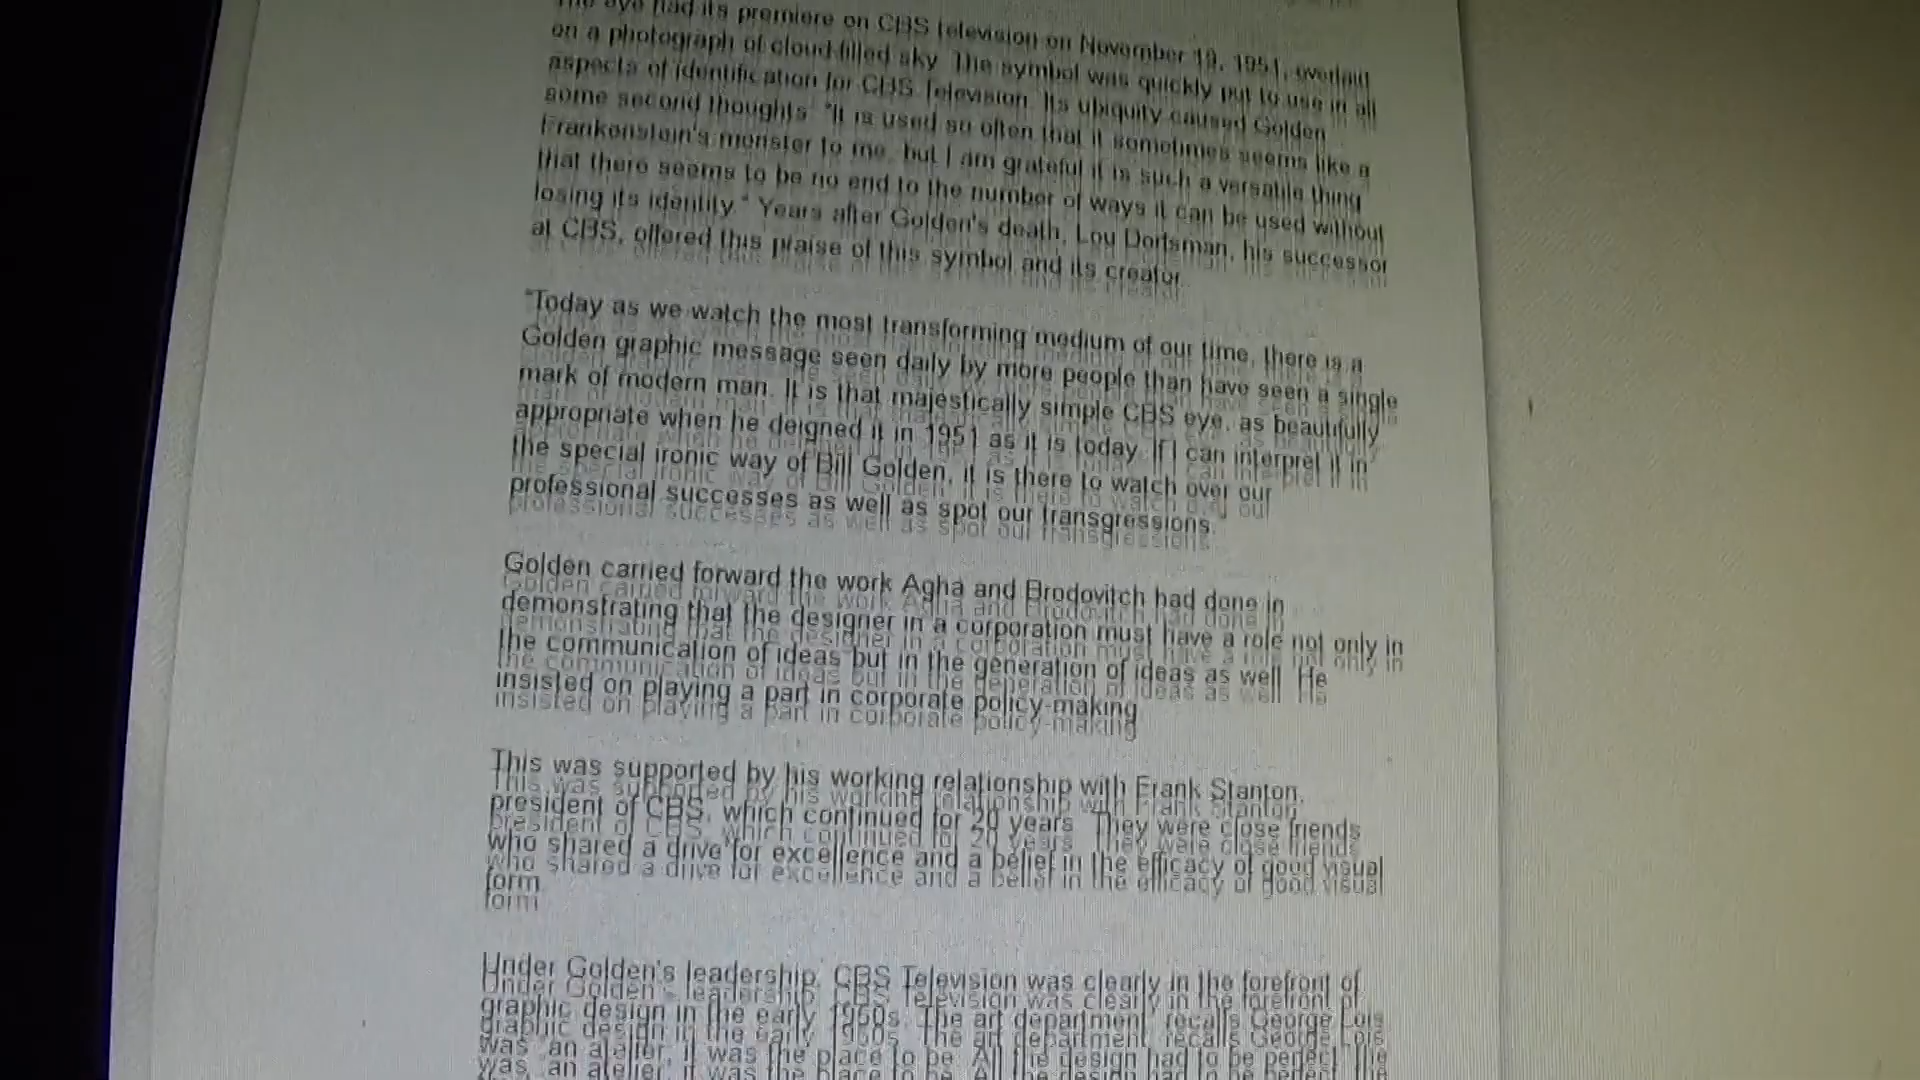 The eye had its premiere on CBS television on November 19, 1951, overlaid
on a photograph of cloud-filled sky. The symbol was quickly put to use in all
aspects of identification for CBS Television. Its ubiquity caused Golden
some second thoughts. "It is used so often that it sometimes seems like a
Frankenstein's monster to me, but I am grateful it is such a versatile thing
that there seems to be no end to the number of ways it can be used without
losing its identity." Years after Golden's death, Lou Dorfsman, his successor
at CBS, offered this praise of this symbol and its creator.
"Today as we watch the most transforming medium of our time, there is a
Golden graphic message seen daily by more people than have seen a single
mark of modern man. It is that majestically simple CBS eye, as beautifully
appropriate when he deigned it in 1951 as it is today. If I can interpret it in
the special ironic way of Bill Golden, it is there to watch over our
professional successes as well as spot our transgressions."
Golden carried forward the work Agha and Brodovitch had done in
demonstrating that the designer in a corporation must have a role not only in
the communication of ideas but in the generation of ideas as well. He
insisted on playing a part in corporate policy-making.
This was supported by his working relationship with Frank Stanton,
president of CBS, which continued for 20 years. They were close friends
who shared a drive for excellence and a belief in the efficacy of good visual
form.
Under Golden's leadership, CBS Television was clearly in the forefront of
graphic design in the early 1950s. The art department, recalls George Lois,
was "an atelier, it was the place to be. All the design had to be perfect. The